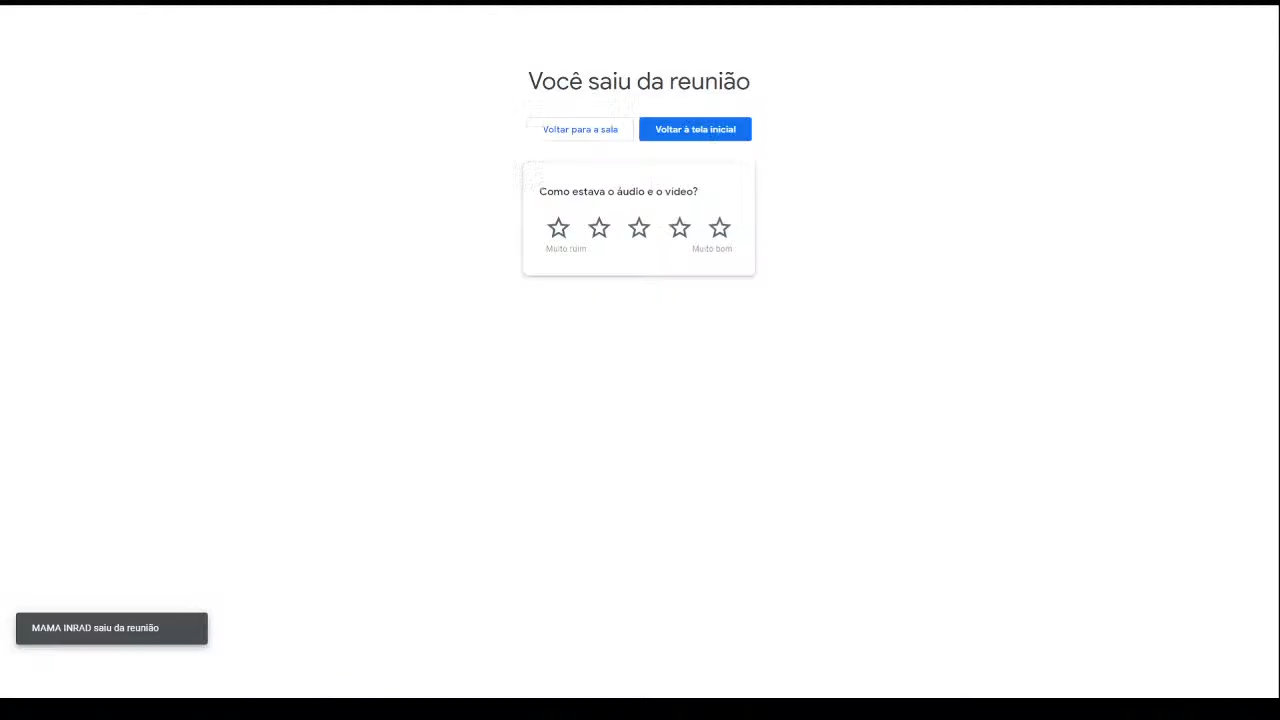 Você saiu da reunião
Voltar para a sala
Voltar à tela inicial
Como estava o áudio e o vídeo?
Muito ruim
Muito bom
MAMA INRAD saiu da reunião